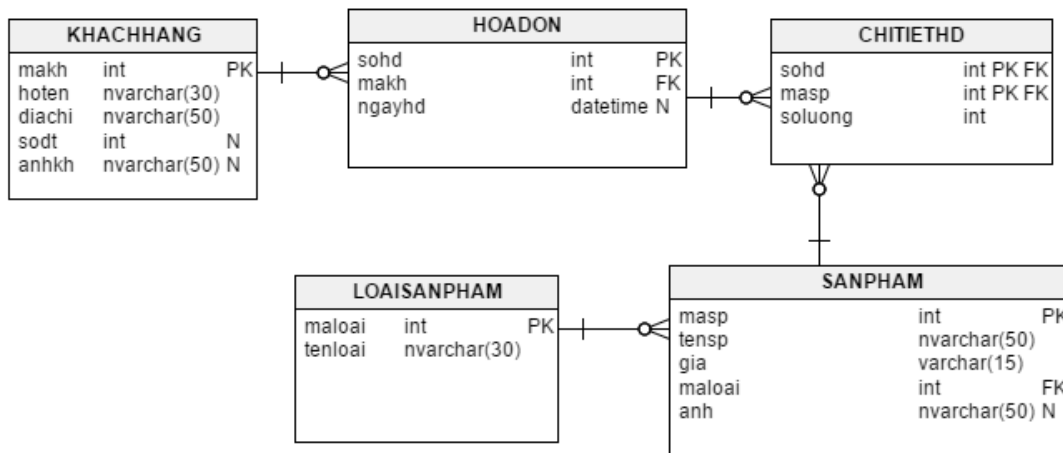 KHACHHANG
makh int PK
hoten nvarchar(30)
diachi nvarchar(50)
sodt int N
anhkh nvarchar(50) N
HOADON
sohd int PK
makh int FK
ngayhd datetime N
CHITIETHD
sohd int PK FK
masp int PK FK
soluong int
LOAISANPHAM
maloai int PK
tenloai nvarchar(30)
SANPHAM
masp int PK
tensp nvarchar(50)
gia varchar(15)
maloai int FK
anh nvarchar(50) N